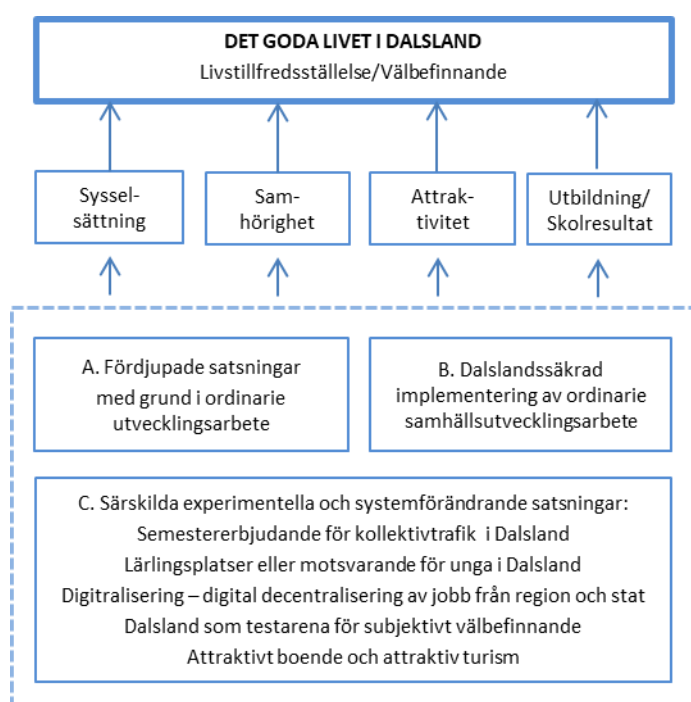 DET GODA LIVET I DALSLAND
Livstillfredsställelse/Välbefinnande
Syssel-
sättning
Sam-
hörighet
Attrak-
tivitet
Utbildning/
Skolresultat
A. Fördjupade satsningar
med grund i ordinarie
utvecklingsarbete
B. Dalslandssäkrad
implementering av ordinarie
samhällsutvecklingsarbete
C. Särskilda experimentella och systemförändrande satsningar:
Semestererbjudande för kollektivtrafik i Dalsland
Lärlingsplatser eller motsvarande för unga i Dalsland
Digitralisering – digital decentralisering av jobb från region och stat
Dalsland som testarena för subjektivt välbefinnande
Attraktivt boende och attraktiv turism